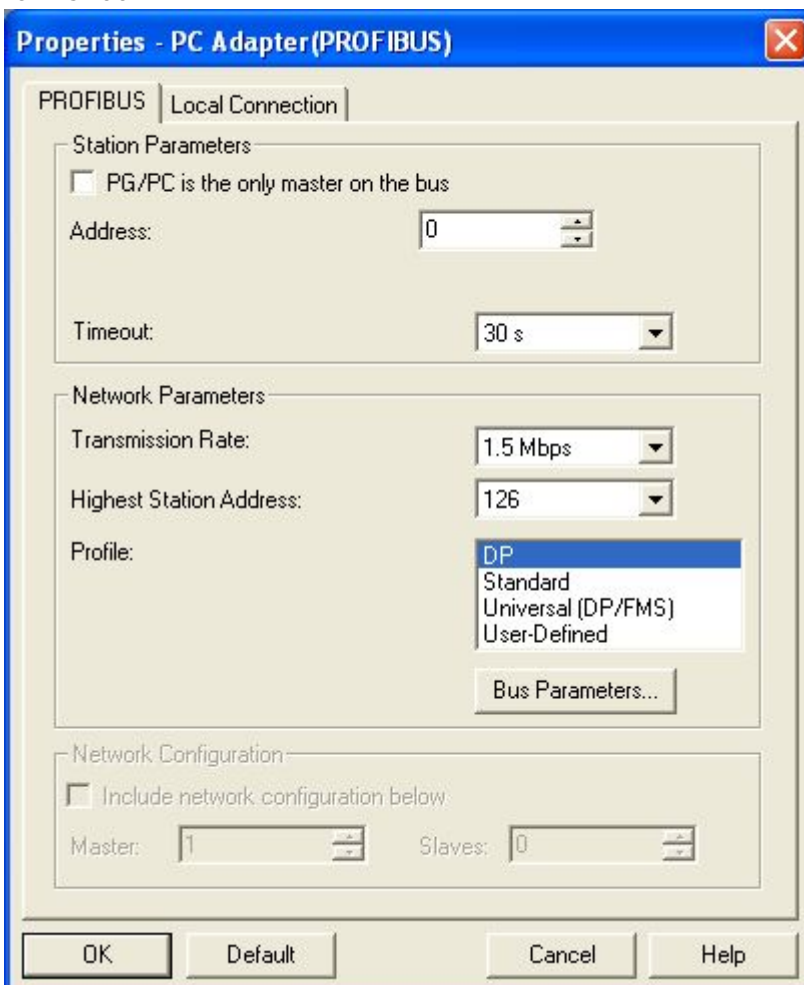 Properties - PC Adapter(PROFIBUS)
PROFIBUS Local Connection
Station Parameters
PG/PC is the only master on the bus
Address: 0
Timeout: 30 s
Network Parameters
Transmission Rate: 1.5 Mbps
Highest Station Address: 126
Profile: DP
Standard
Universal (DP/FMS)
User-Defined
Bus Parameters...
Network Configuration
Include network configuration below
Master: 1 Slaves: 0
OK Default Cancel Help